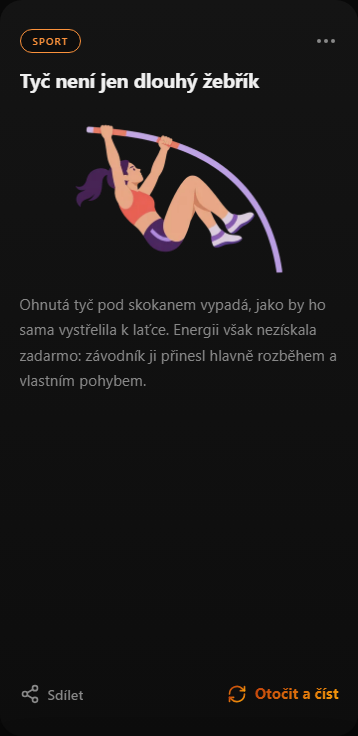 SPORT
Tyč není jen dlouhý žebřík
Ohnutá tyč pod skokanem vypadá, jako by ho
sama vystřelila k laťce. Energii však nezískala
zadarmo: závodník ji přinesl hlavně rozběhem a
vlastním pohybem.
Sdílet
Otočit a číst